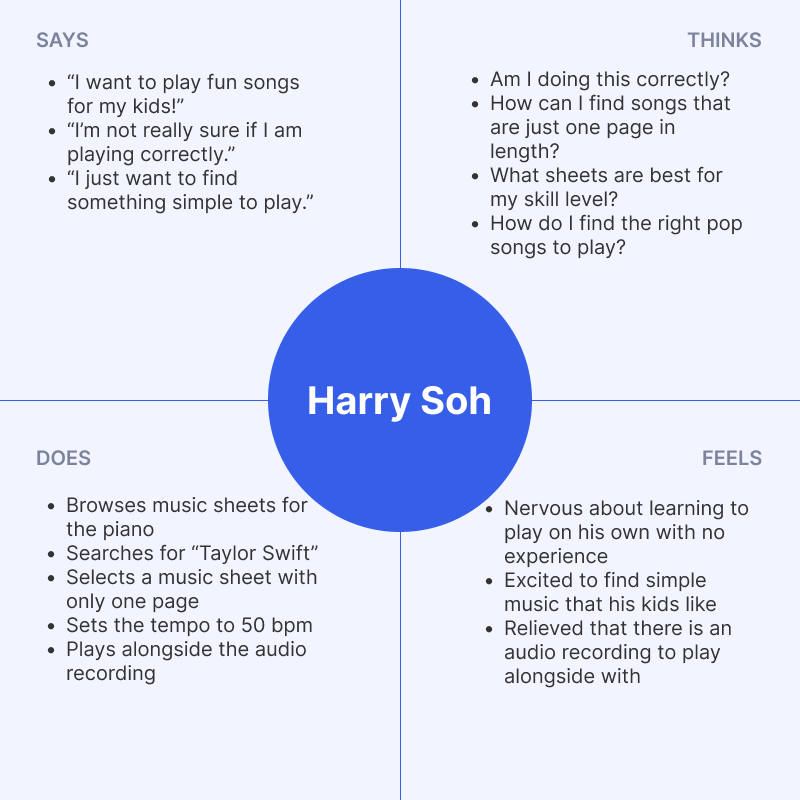 SAYS
• “I want to play fun songs
for my kids!”
• “I’m not really sure if I am
playing correctly.”
• “I just want to find
something simple to play.”
THINKS
• Am I doing this correctly?
• How can I find songs that
are just one page in
length?
• What sheets are best for
my skill level?
• How do I find the right pop
songs to play?
Harry Soh
DOES
• Browses music sheets for
the piano
• Searches for “Taylor Swift”
• Selects a music sheet with
only one page
• Sets the tempo to 50 bpm
• Plays alongside the audio
recording
FEELS
• Nervous about learning to
play on his own with no
experience
• Excited to find simple
music that his kids like
• Relieved that there is an
audio recording to play
alongside with